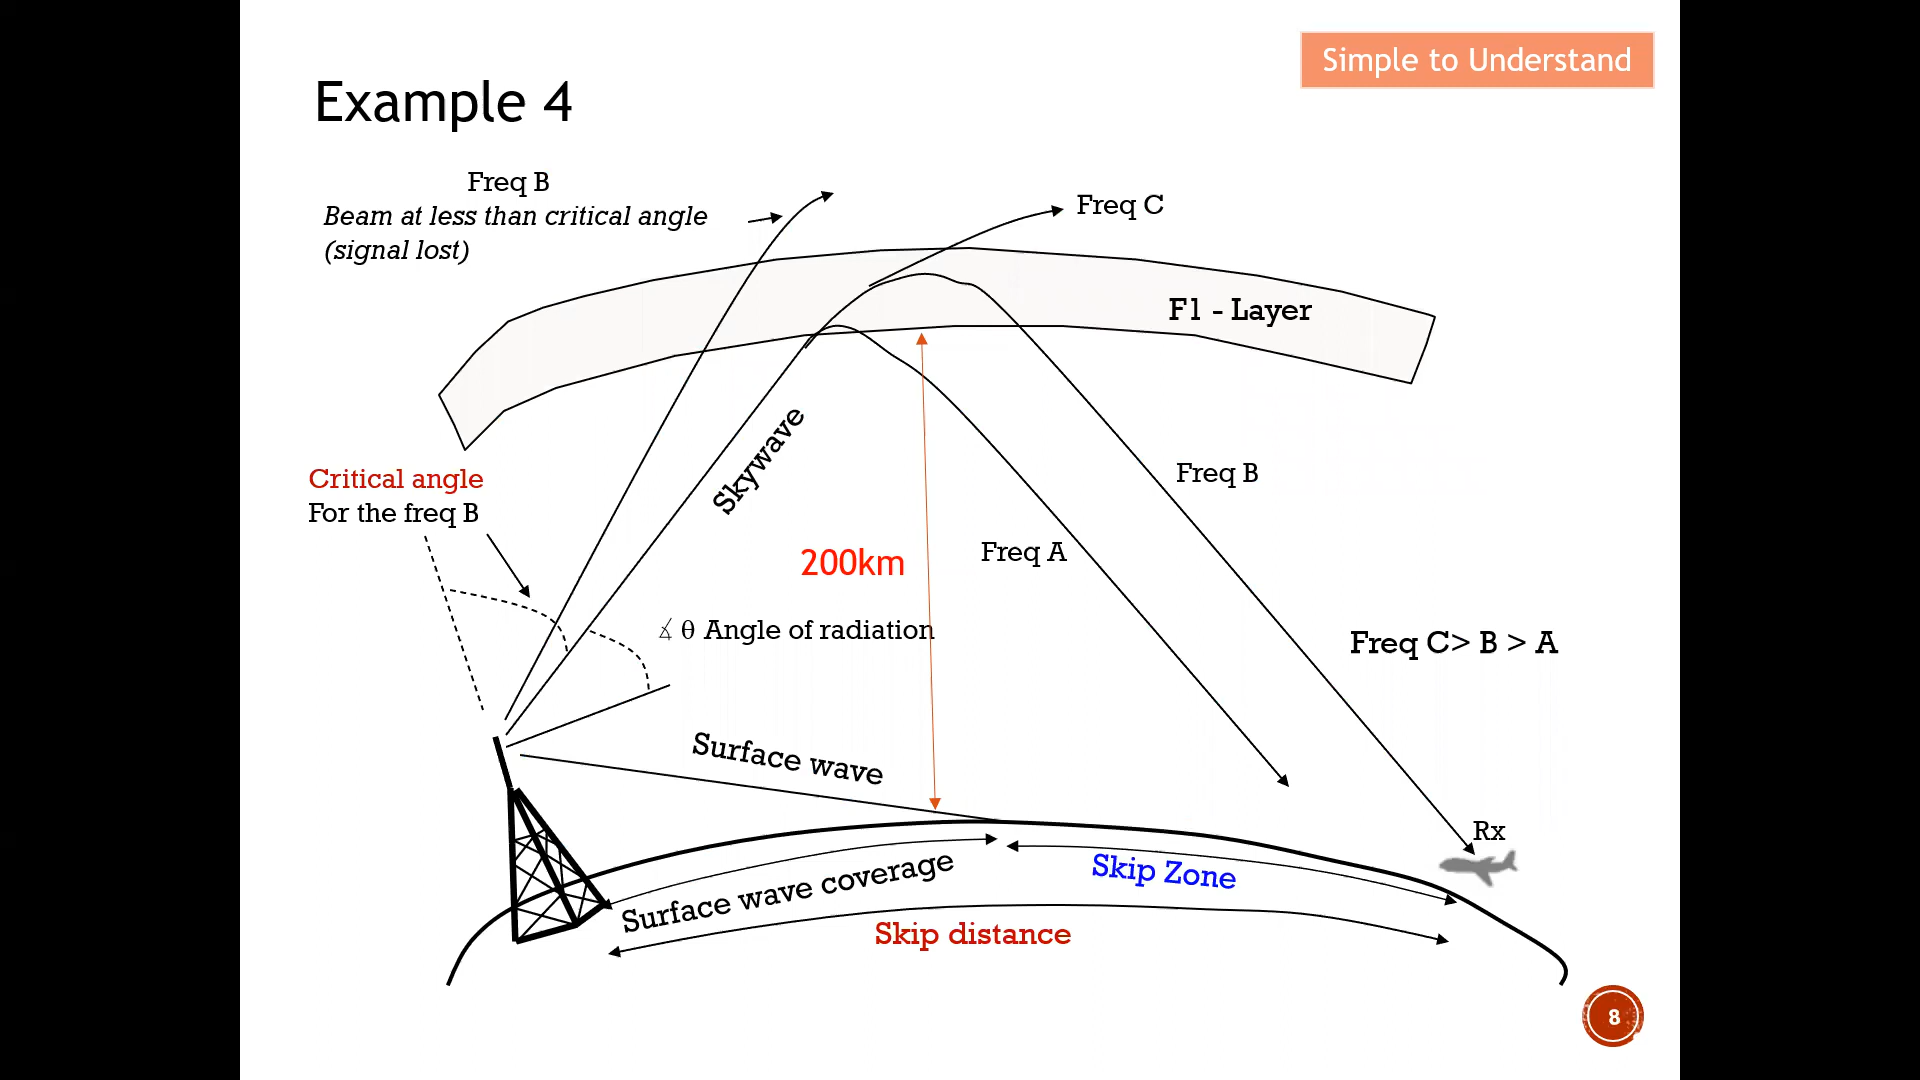 Simple to Understand
Example 4
Freq B
Beam at less than critical angle
(signal lost)
Freq C
F1 - Layer
Critical angle
For the freq B
Skywave
Freq B
200km
Freq A
∡ θ Angle of radiation
Freq C> B > A
Surface wave
Rx
Surface wave coverage
Skip Zone
Skip distance
8